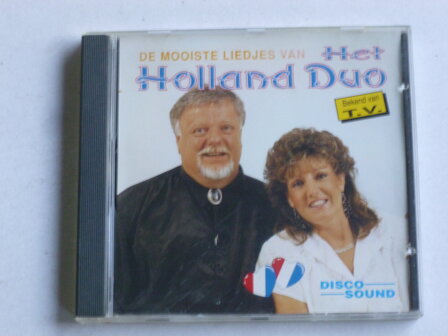 DE MOOISTE LIEDJES VAN Het
Holland Duo
Bekend van
T.V.
DISCO
SOUND